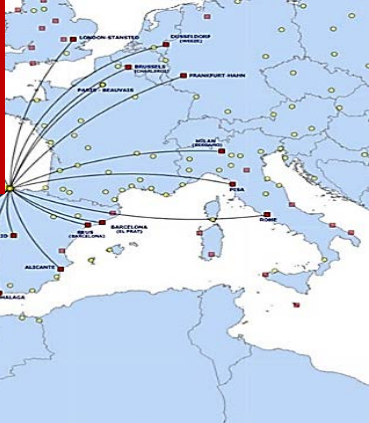 LONDON-STANSTED
DUSSELDORF
(WEEZE)
BRUSSELS
(CHARLEROI)
FRANKFURT-HAHN
PARIS - BEAUVAIS
MILAN
(BERGAMO)
PISA
ROME
BARCELONA
(EL PRAT)
REUS
(BARCELONA)
ALICANTE
MALAGA